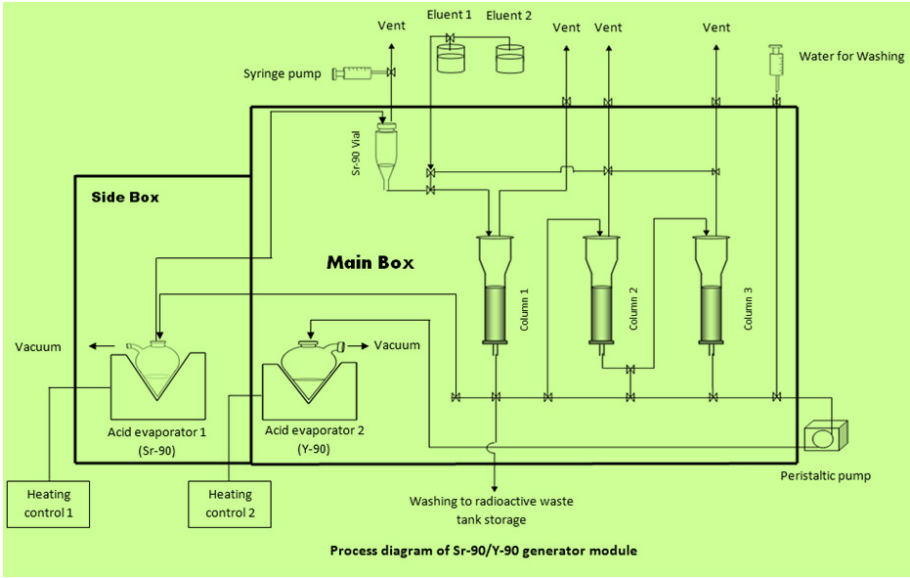 Eluent 1
Eluent 2
Vent
Vent
Vent
Vent
Syringe pump
Water for Washing
Sr-90 Vial
Side Box
Main Box
Column 1
Column 2
Column 3
Vacuum
Vacuum
Acid evaporator 1
(Sr-90)
Acid evaporator 2
(Y-90)
Peristaltic pump
Heating
control 1
Heating
control 2
Washing to radioactive waste
tank storage
Process diagram of Sr-90/Y-90 generator module